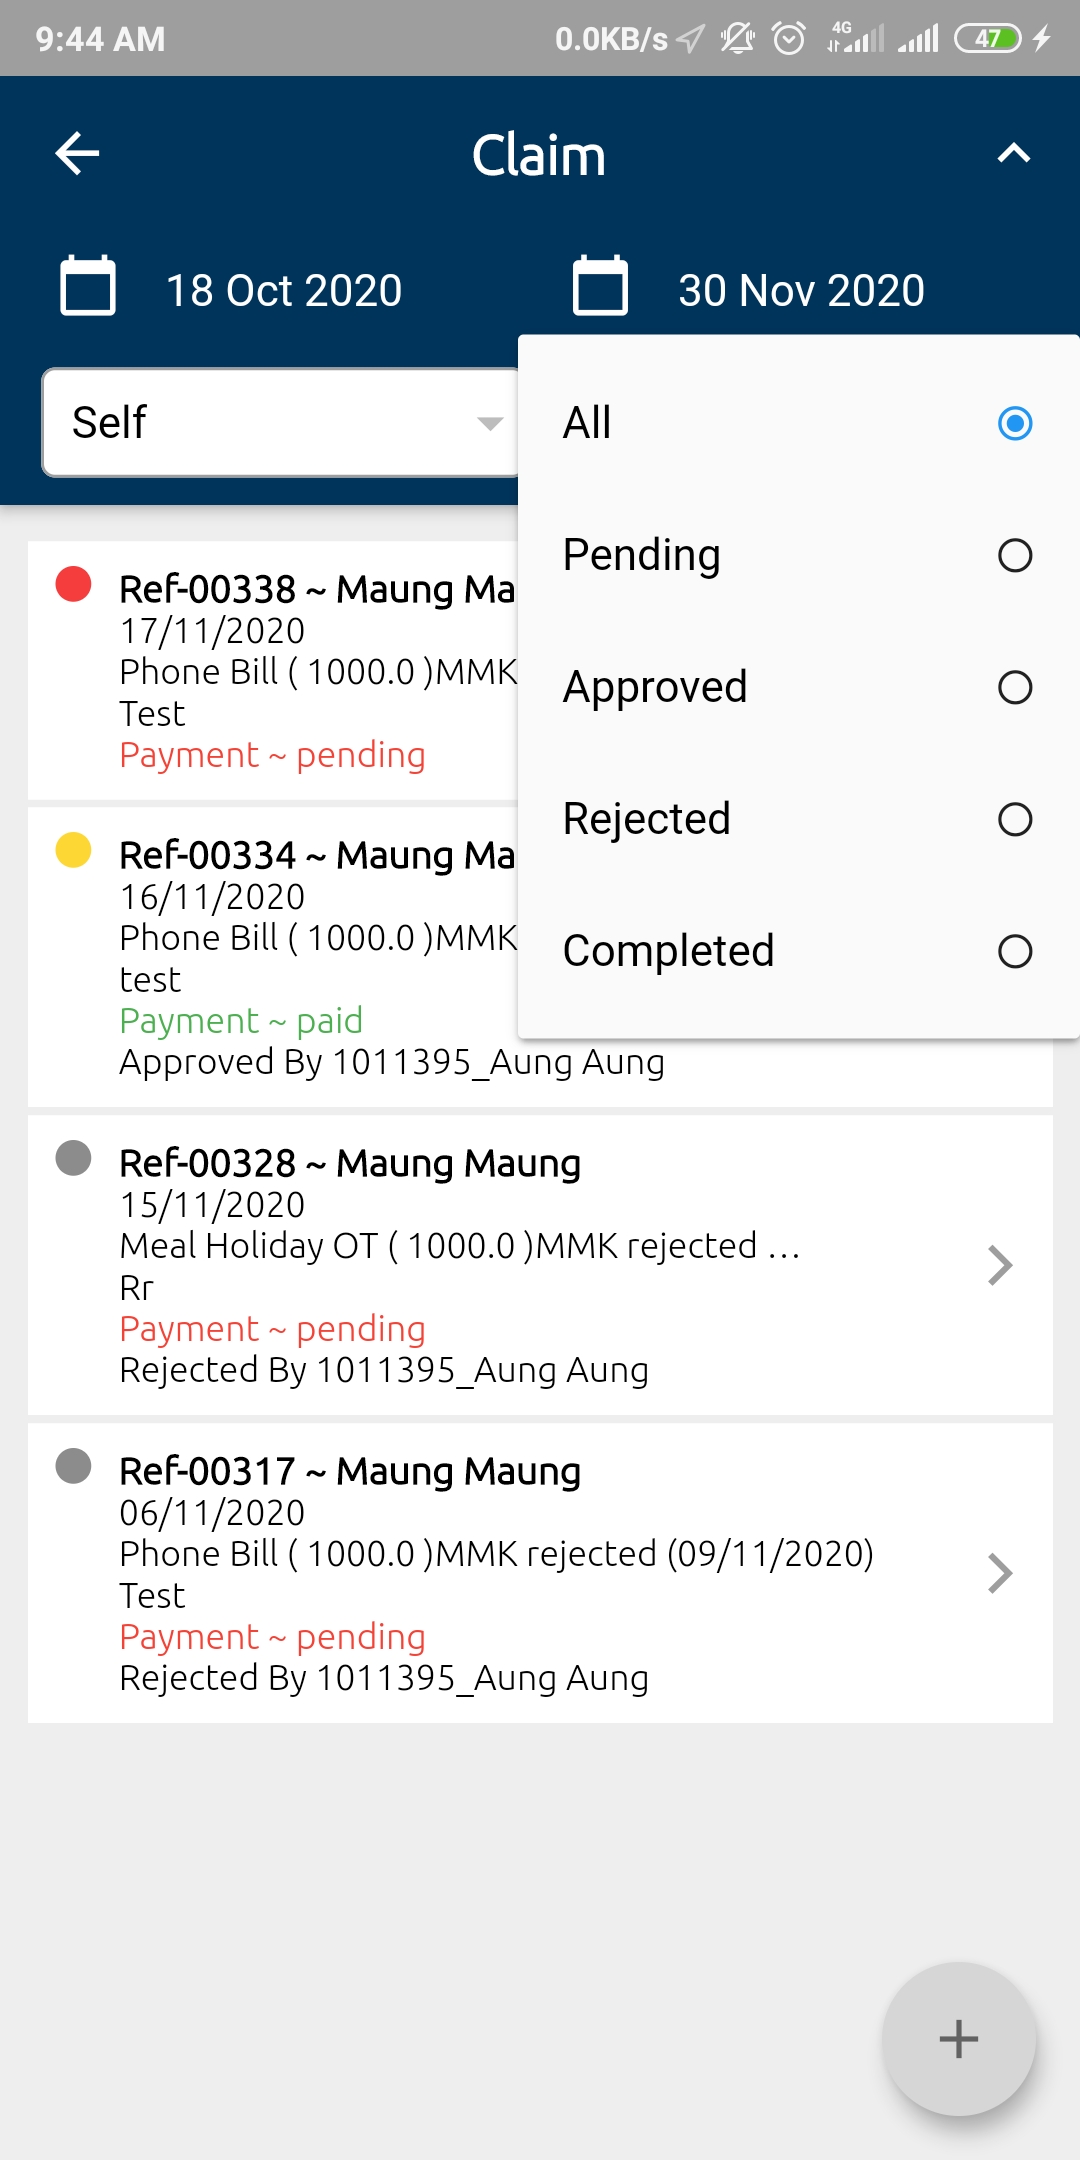 9:44 AM 0.0KB/s 4G 47
Claim
18 Oct 2020 30 Nov 2020
Self
All
Pending
Approved
Rejected
Completed
Ref-00338 ~ Maung Ma
17/11/2020
Phone Bill ( 1000.0 )MMK
Test
Payment ~ pending
Ref-00334 ~ Maung Ma
16/11/2020
Phone Bill ( 1000.0 )MMK
test
Payment ~ paid
Approved By 1011395_Aung Aung
Ref-00328 ~ Maung Maung
15/11/2020
Meal Holiday OT ( 1000.0 )MMK rejected ...
Rr
Payment ~ pending
Rejected By 1011395_Aung Aung
Ref-00317 ~ Maung Maung
06/11/2020
Phone Bill ( 1000.0 )MMK rejected (09/11/2020)
Test
Payment ~ pending
Rejected By 1011395_Aung Aung